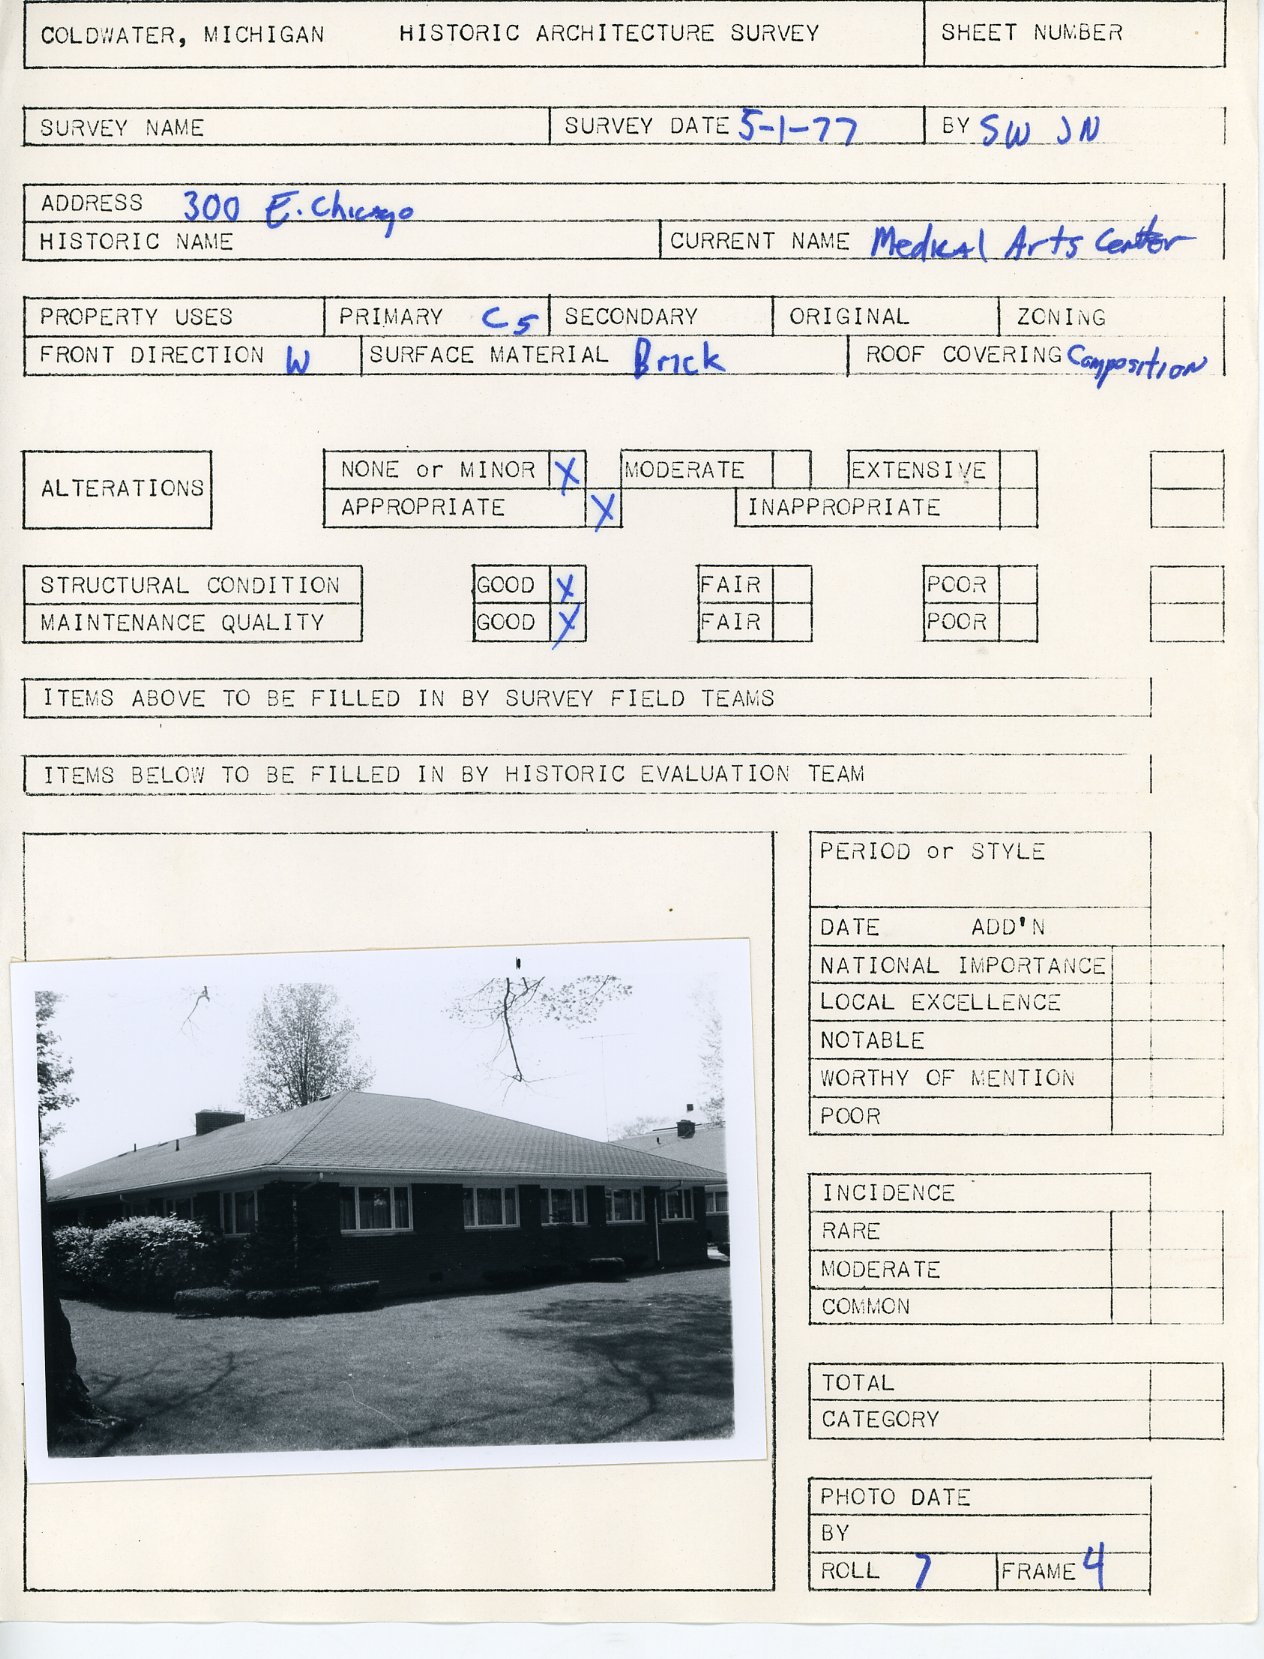 COLDWATER, MICHIGAN HISTORIC ARCHITECTURE SURVEY SHEET NUMBER
SURVEY NAME SURVEY DATE 5-1-77 BY SW JN
ADDRESS 300 E. Chicago
HISTORIC NAME CURRENT NAME Medical Arts Center
PROPERTY USES PRIMARY C5 SECONDARY ORIGINAL ZONING
FRONT DIRECTION W SURFACE MATERIAL Brick ROOF COVERING Composition
ALTERATIONS NONE or MINOR X MODERATE EXTENSIVE
APPROPRIATE X INAPPROPRIATE
STRUCTURAL CONDITION GOOD X FAIR POOR
MAINTENANCE QUALITY GOOD X FAIR POOR
ITEMS ABOVE TO BE FILLED IN BY SURVEY FIELD TEAMS
ITEMS BELOW TO BE FILLED IN BY HISTORIC EVALUATION TEAM
PERIOD or STYLE
DATE ADD'N
NATIONAL IMPORTANCE
LOCAL EXCELLENCE
NOTABLE
WORTHY OF MENTION
POOR
INCIDENCE
RARE
MODERATE
COMMON
TOTAL
CATEGORY
PHOTO DATE
BY
ROLL 7 FRAME 4